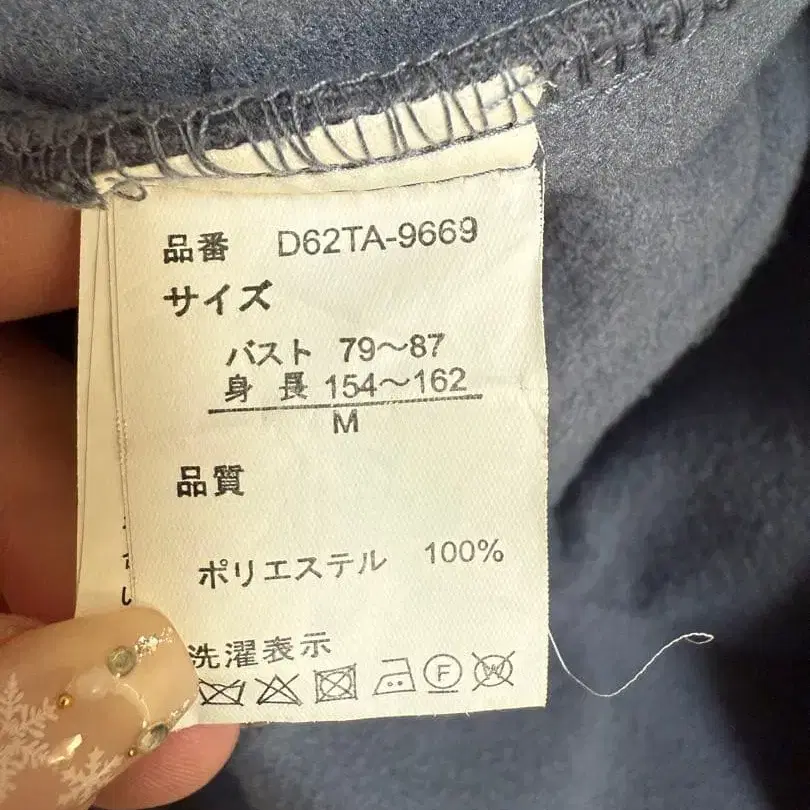 品番 D62TA-9669
サイズ
バスト 79～87
身長 154～162
M
品質
ポリエステル 100%
洗濯表示
F W